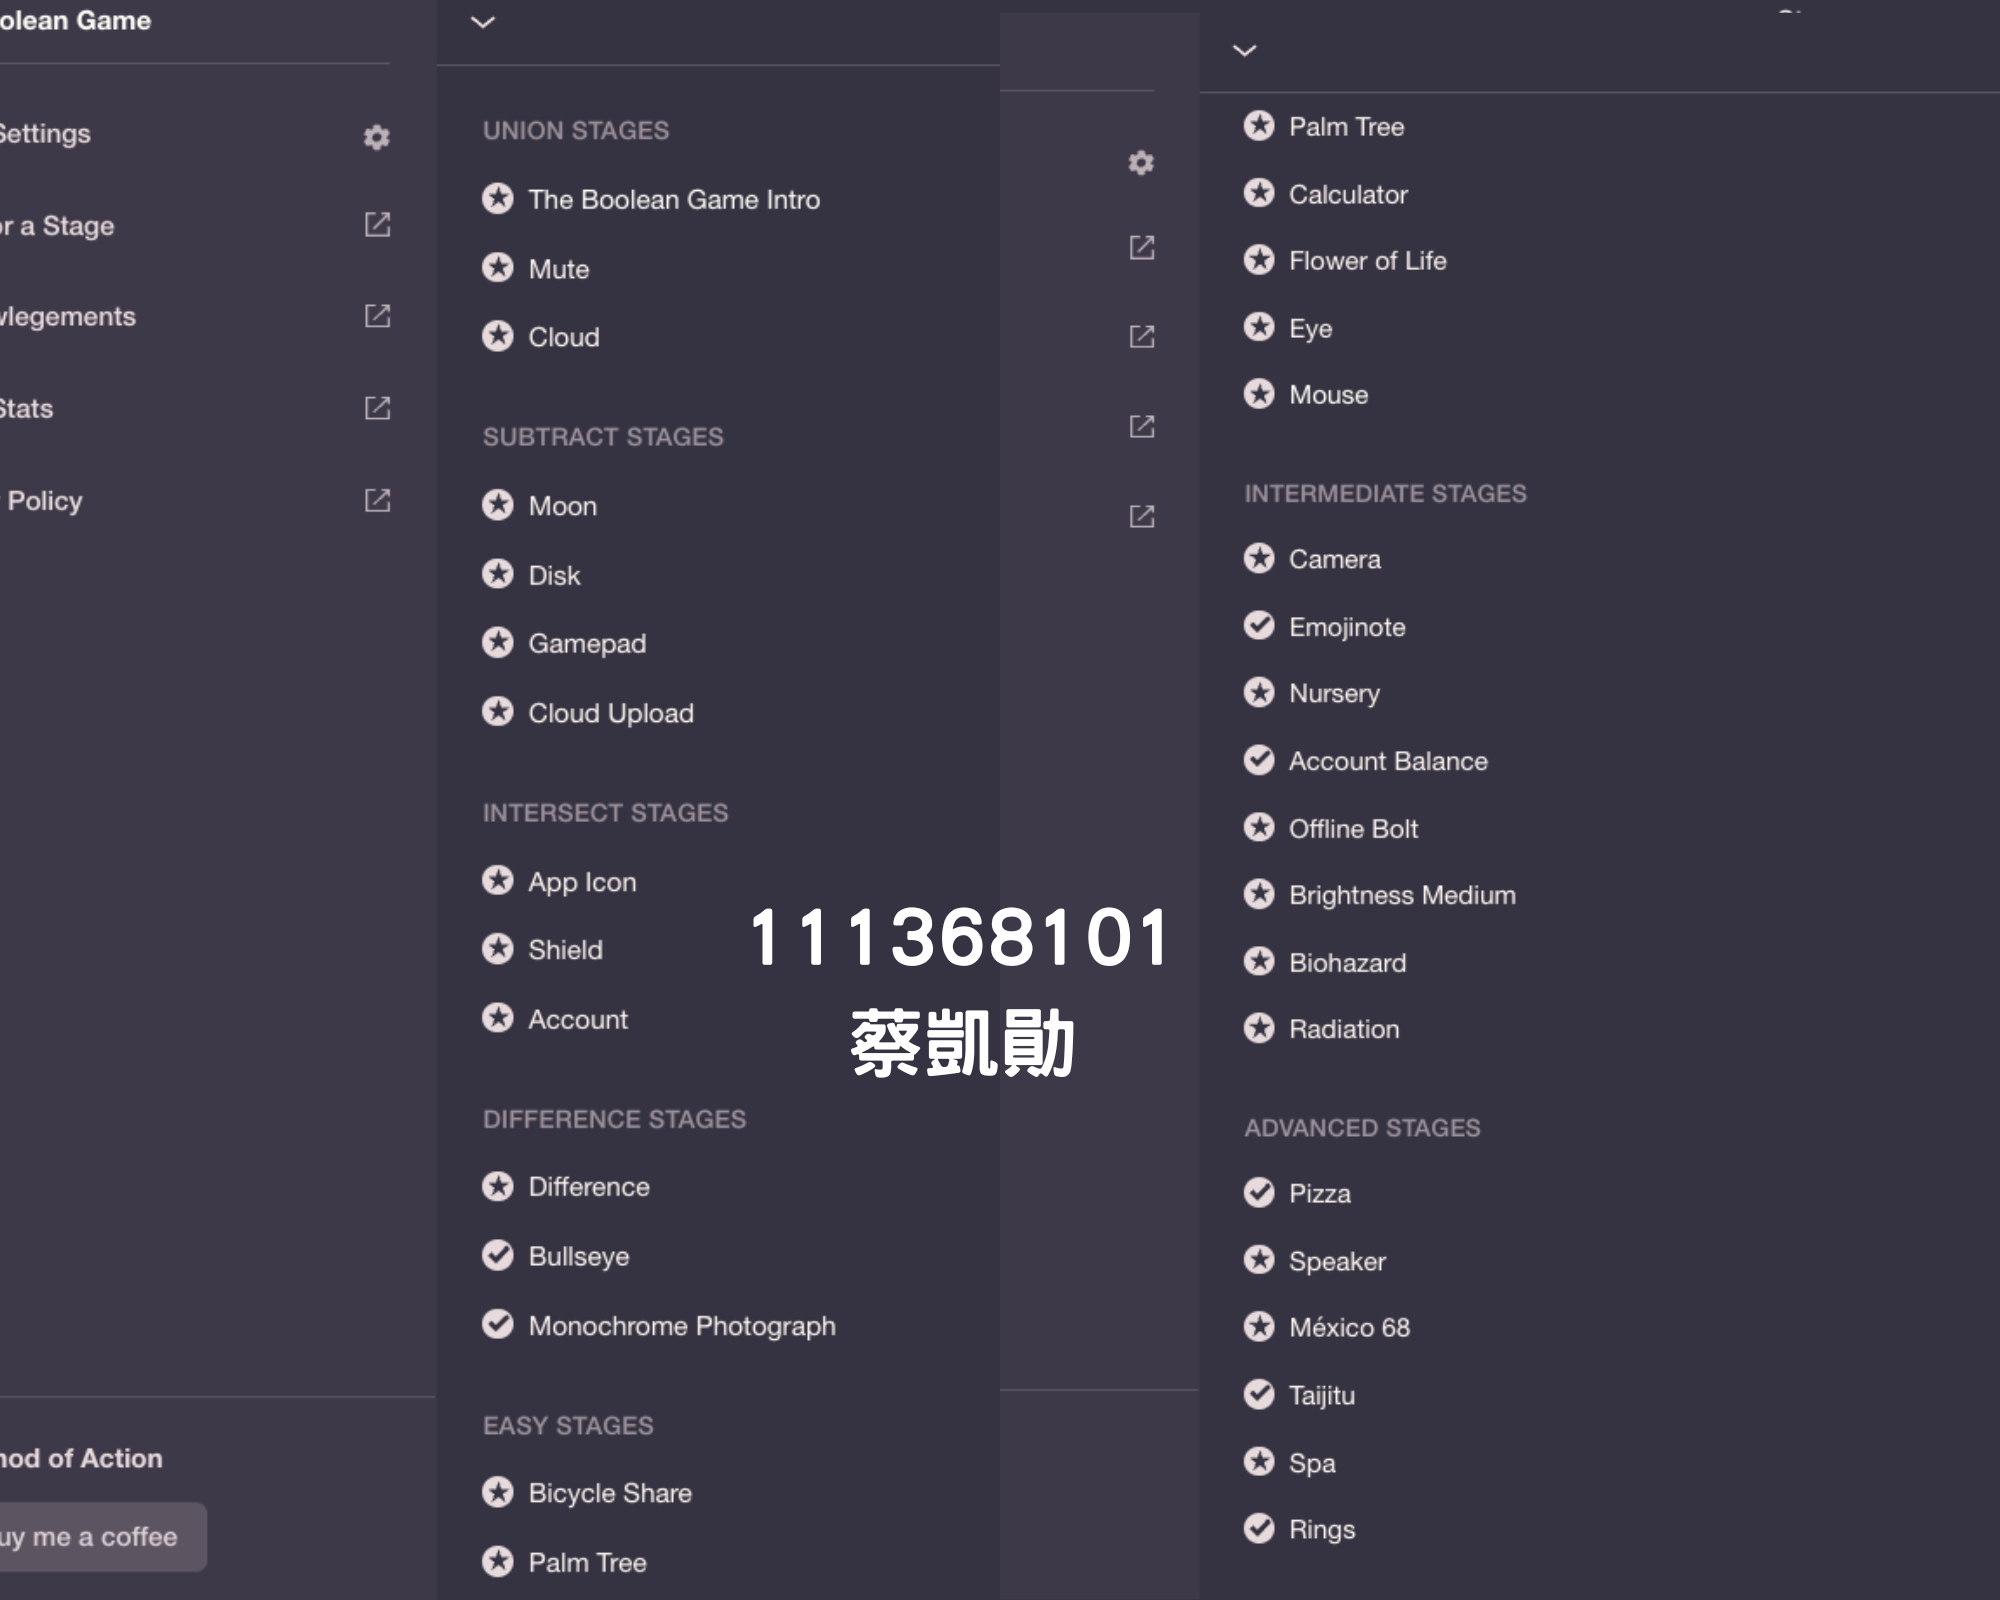 olean Game
Settings
or a Stage
wlegements
Stats
Policy
nod of Action
uy me a coffee
UNION STAGES
The Boolean Game Intro
Mute
Cloud
SUBTRACT STAGES
Moon
Disk
Gamepad
Cloud Upload
INTERSECT STAGES
App Icon
Shield
Account
DIFFERENCE STAGES
Difference
Bullseye
Monochrome Photograph
EASY STAGES
Bicycle Share
Palm Tree
111368101
蔡凱勛
Palm Tree
Calculator
Flower of Life
Eye
Mouse
INTERMEDIATE STAGES
Camera
Emojinote
Nursery
Account Balance
Offline Bolt
Brightness Medium
Biohazard
Radiation
ADVANCED STAGES
Pizza
Speaker
México 68
Taijitu
Spa
Rings